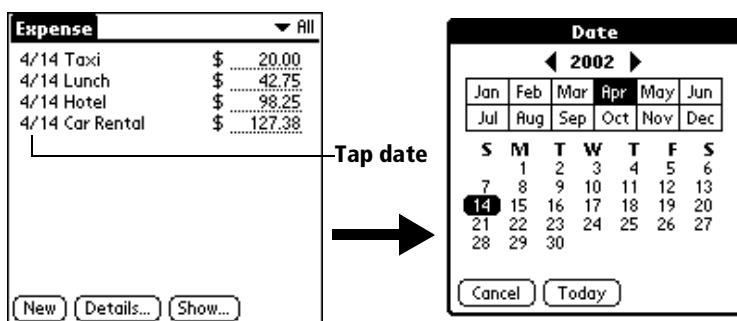 Expense
All
4/14 Taxi $ 20.00
4/14 Lunch $ 42.75
4/14 Hotel $ 98.25
4/14 Car Rental $ 127.38
New Details... Show...
Tap date
Date
2002
Jan Feb Mar Apr May Jun
Jul Aug Sep Oct Nov Dec
S M T W T F S
1 2 3 4 5 6
7 8 9 10 11 12 13
14 15 16 17 18 19 20
21 22 23 24 25 26 27
28 29 30
Cancel Today